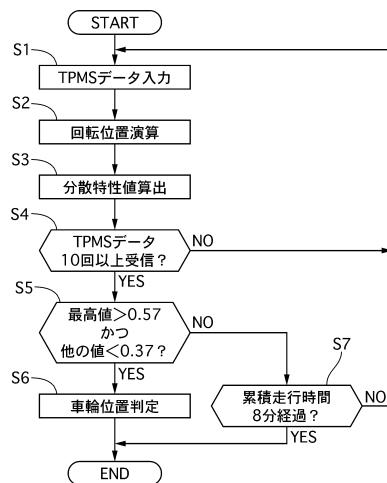 START
S1
TPMSデータ入力
S2
回転位置演算
S3
分散特性値算出
S4
TPMSデータ
10回以上受信？
NO
YES
S5
最高値＞0.57
かつ
他の値＜0.37？
NO
YES
S7
累積走行時間
8分経過？
NO
YES
S6
車輪位置判定
END